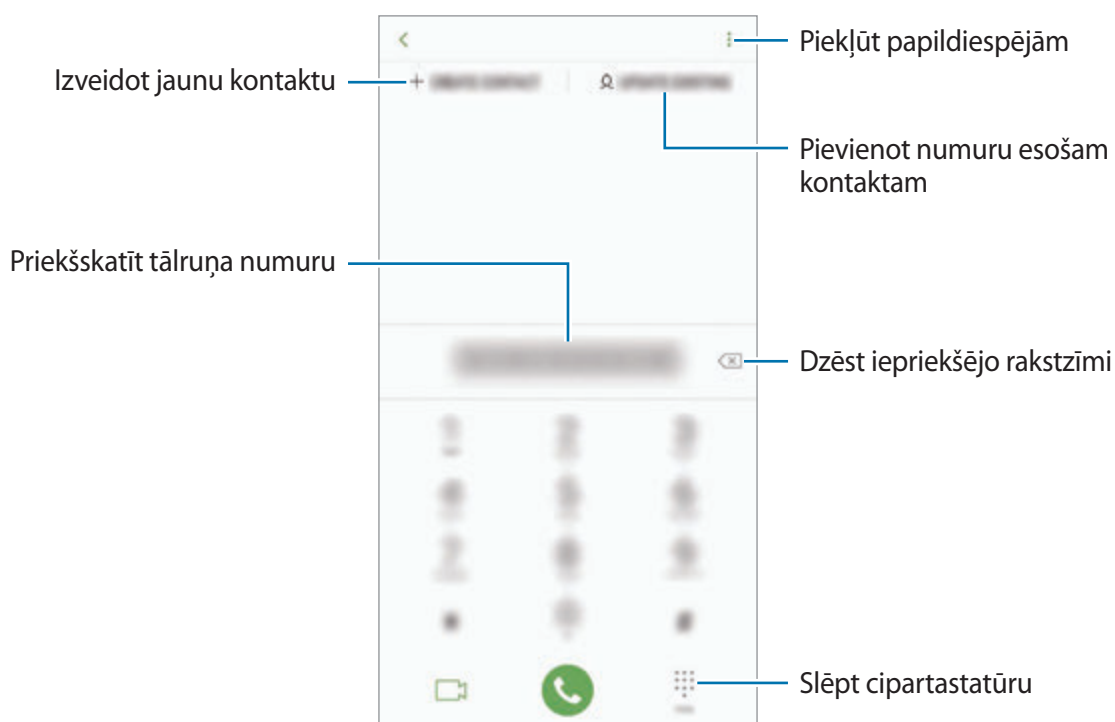 Piekļūt papildiespējām
Izveidot jaunu kontaktu
Pievienot numuru esošam
kontaktam
Priekšskatīt tālruņa numuru
Dzēst iepriekšējo rakstzīmi
Slēpt cipartastatūru